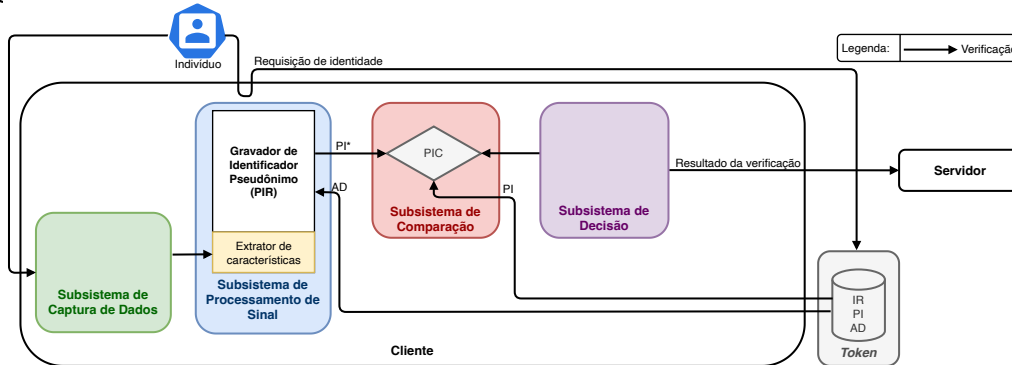 Indivíduo
Requisição de identidade
Legenda:
Verificação
Gravador de
Identificador
Pseudônimo
(PIR)
PI*
PIC
AD
PI
Resultado da verificação
Servidor
Subsistema de
Comparação
Subsistema de
Decisão
Extrator de
características
Subsistema de
Captura de Dados
Subsistema de
Processamento de
Sinal
IR
PI
AD
Token
Cliente